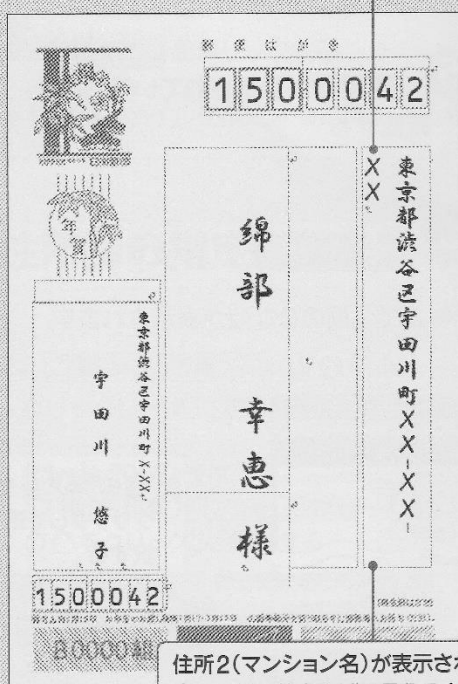 郵便はがき
1500042
東京都渋谷区宇田川町XX-XX-
XX
綿部 幸恵 様
年賀
東京都渋谷区宇田川町X-XX
宇田川 悠子
1500042
B0000組
住所2(マンション名)が表示され